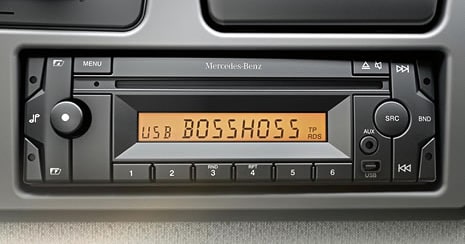 MENU
Mercedes-Benz
USB BOSSHOSS TP
RDS
SRC
BND
AUX
USB
RND RPT
1 2 3 4 5 6